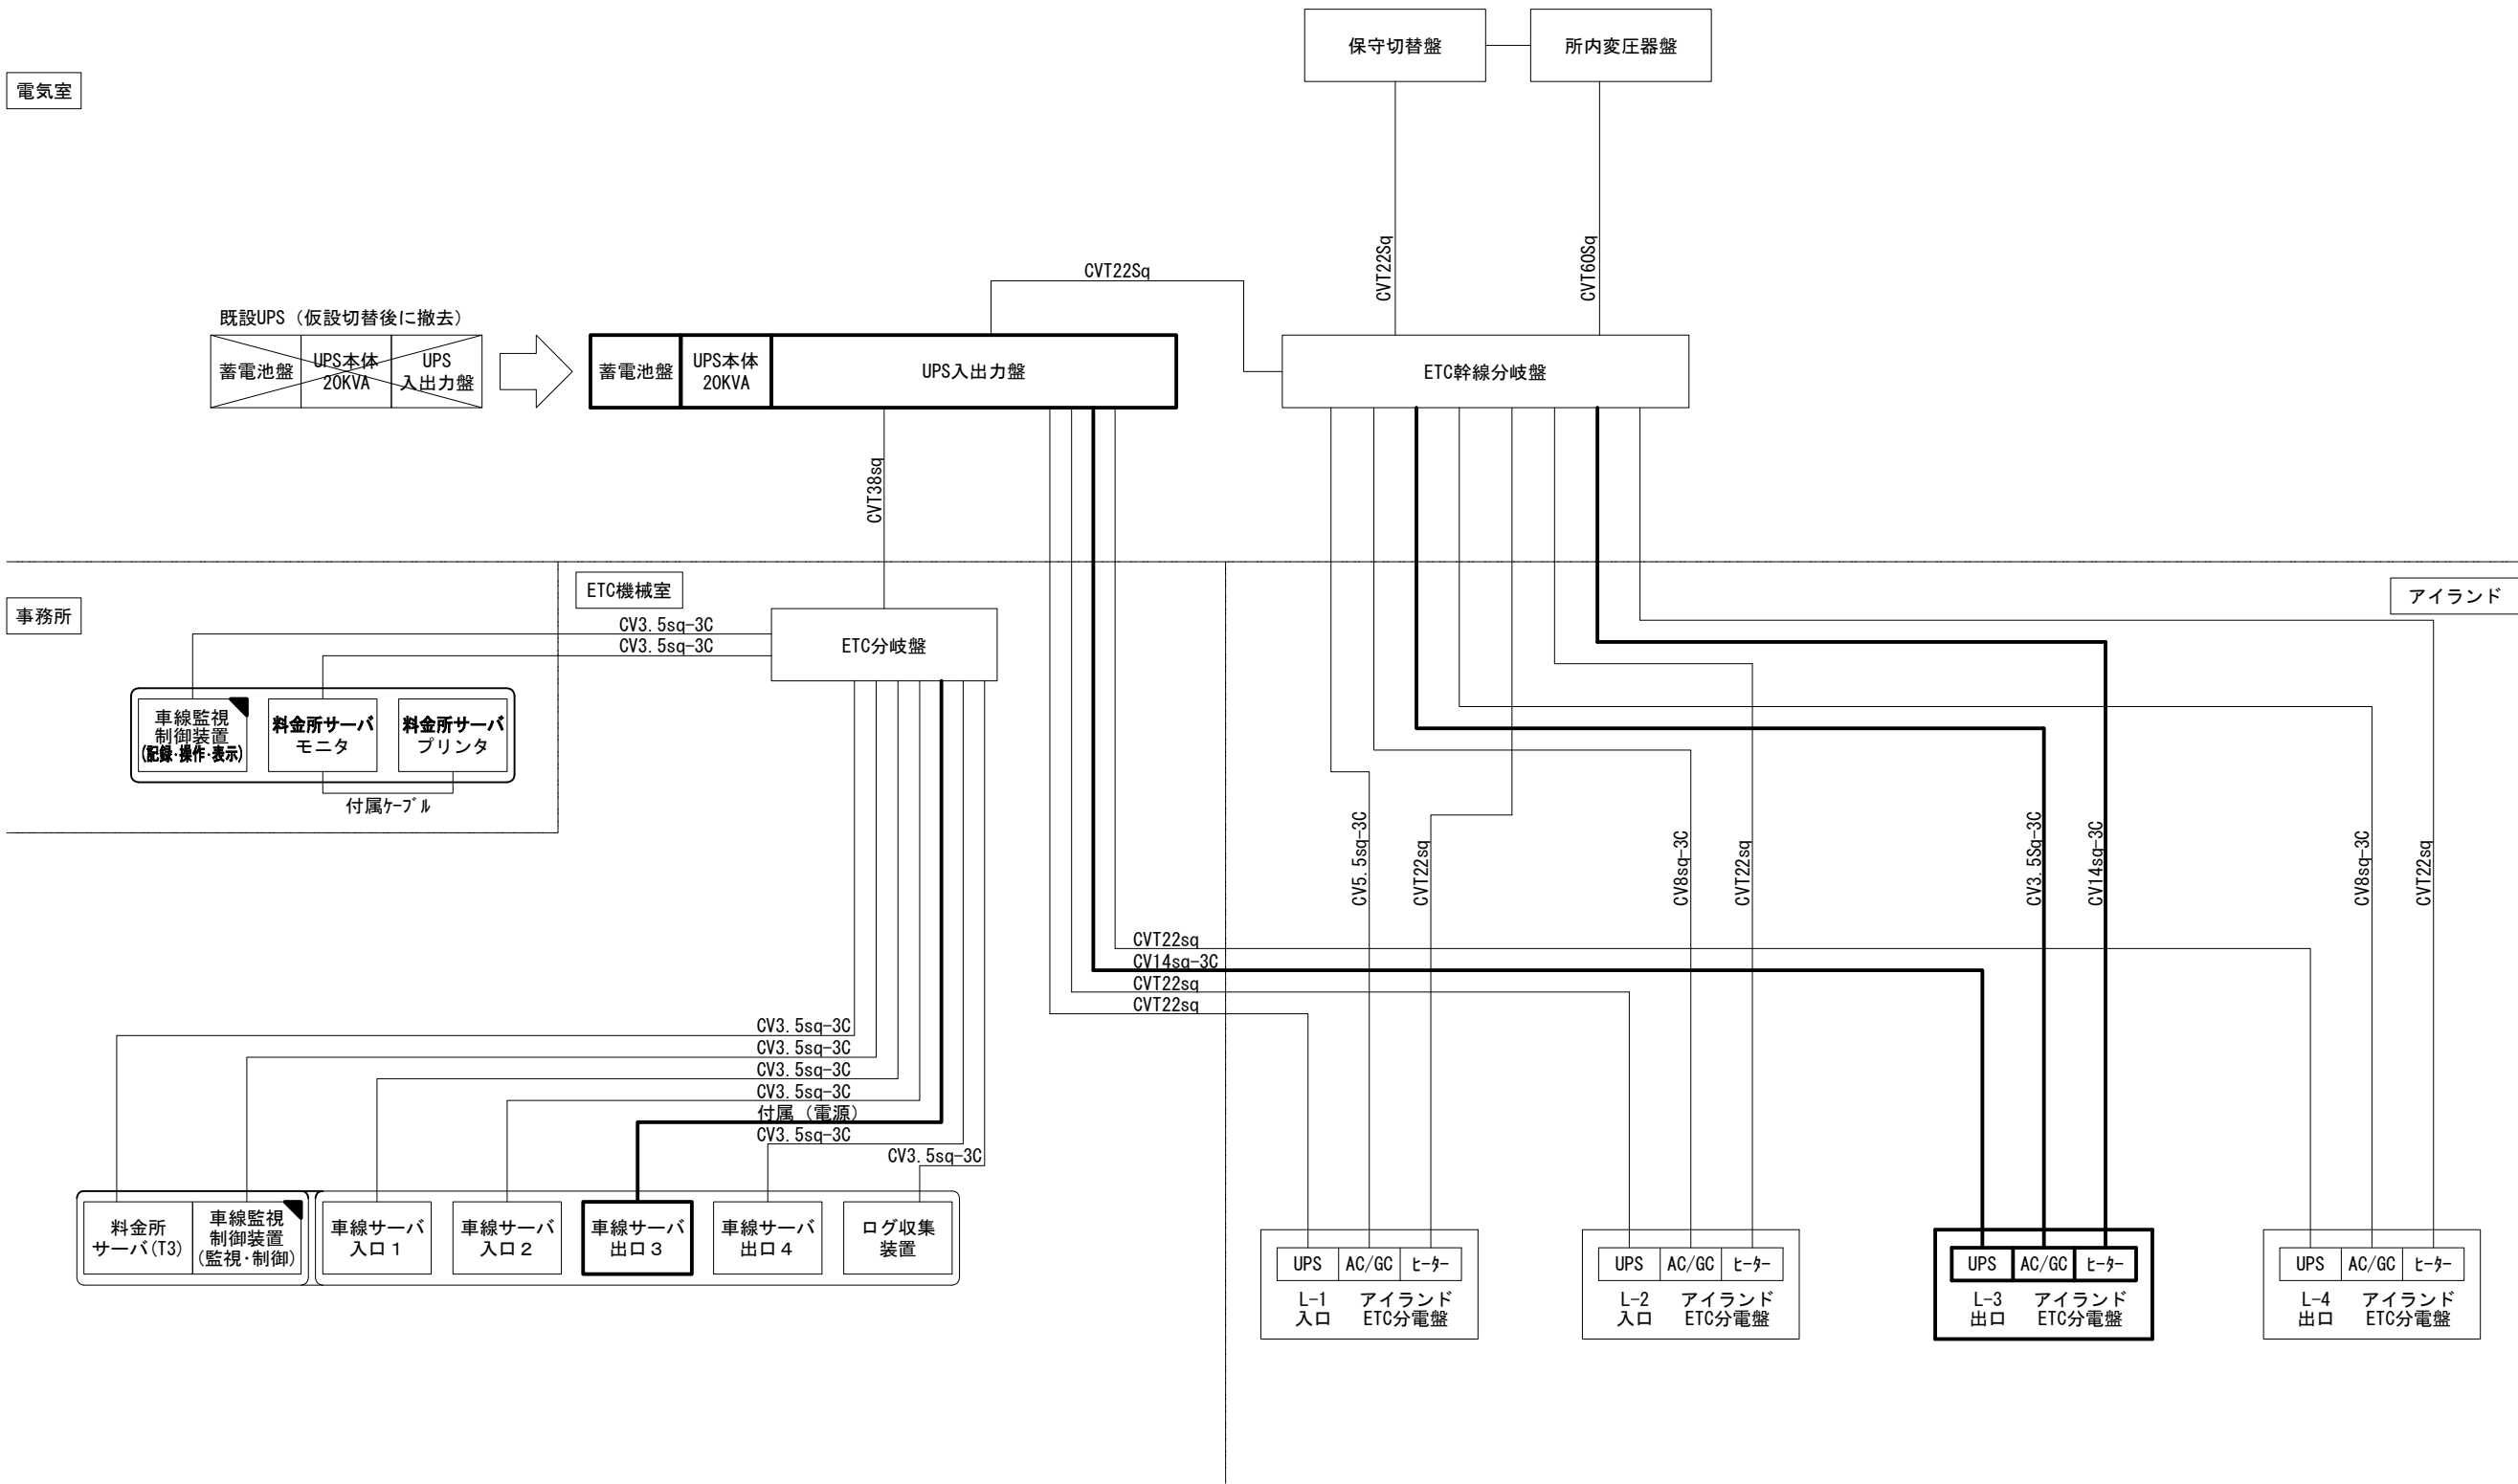 保守切替盤
所内変圧器盤
電気室
CVT22Sq
CVT60Sq
CVT22Sq
既設UPS（仮設切替後に撤去）
蓄電池盤
UPS本体
20KVA
UPS
入出力盤
蓄電池盤
UPS本体
20KVA
UPS入出力盤
ETC幹線分岐盤
CVT38sq
事務所
ETC機械室
アイランド
CV3.5sq-3C
CV3.5sq-3C
ETC分岐盤
車線監視
制御装置
(記録･操作･表示)
料金所サーバ
モニタ
料金所サーバ
プリンタ
付属ｹｰﾌﾞﾙ
CV5.5sq-3C
CVT22sq
CV8sq-3C
CVT22sq
CV3.5Sq-3C
CV14sq-3C
CV8sq-3C
CVT22sq
CVT22sq
CV14sq-3C
CVT22sq
CVT22sq
CV3.5sq-3C
CV3.5sq-3C
CV3.5sq-3C
CV3.5sq-3C
付属（電源）
CV3.5sq-3C
CV3.5sq-3C
料金所
サーバ(T3)
車線監視
制御装置
(監視･制御)
車線サーバ
入口１
車線サーバ
入口２
車線サーバ
出口３
車線サーバ
出口４
ログ収集
装置
UPS
AC/GC
ﾋｰﾀｰ
L-1
入口
アイランド
ETC分電盤
UPS
AC/GC
ﾋｰﾀｰ
L-2
入口
アイランド
ETC分電盤
UPS
AC/GC
ﾋｰﾀｰ
L-3
出口
アイランド
ETC分電盤
UPS
AC/GC
ﾋｰﾀｰ
L-4
出口
アイランド
ETC分電盤